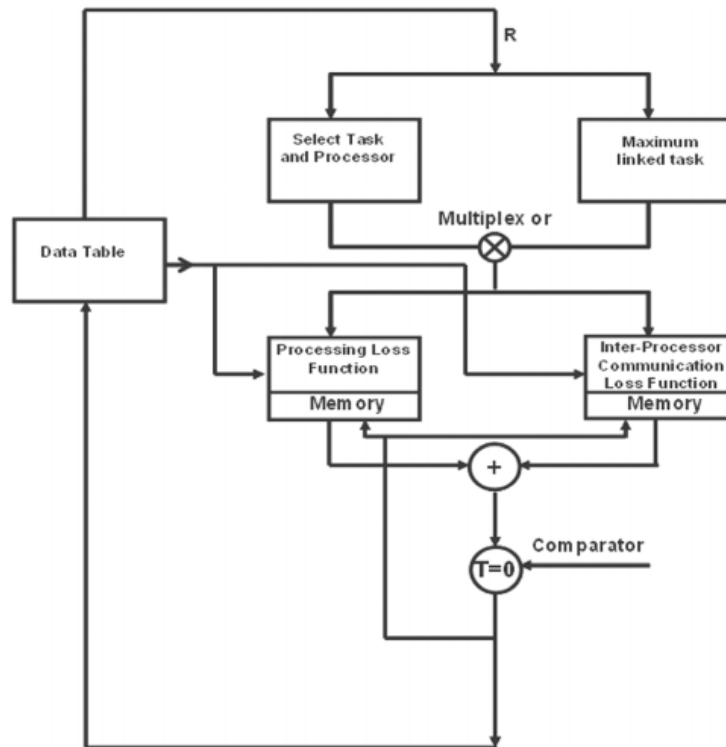 R
Select Task
and Processor
Maximum
linked task
Multiplex or
Data Table
Processing Loss
Function
Memory
Inter-Processor
Communication
Loss Function
Memory
+
Comparator
T=0